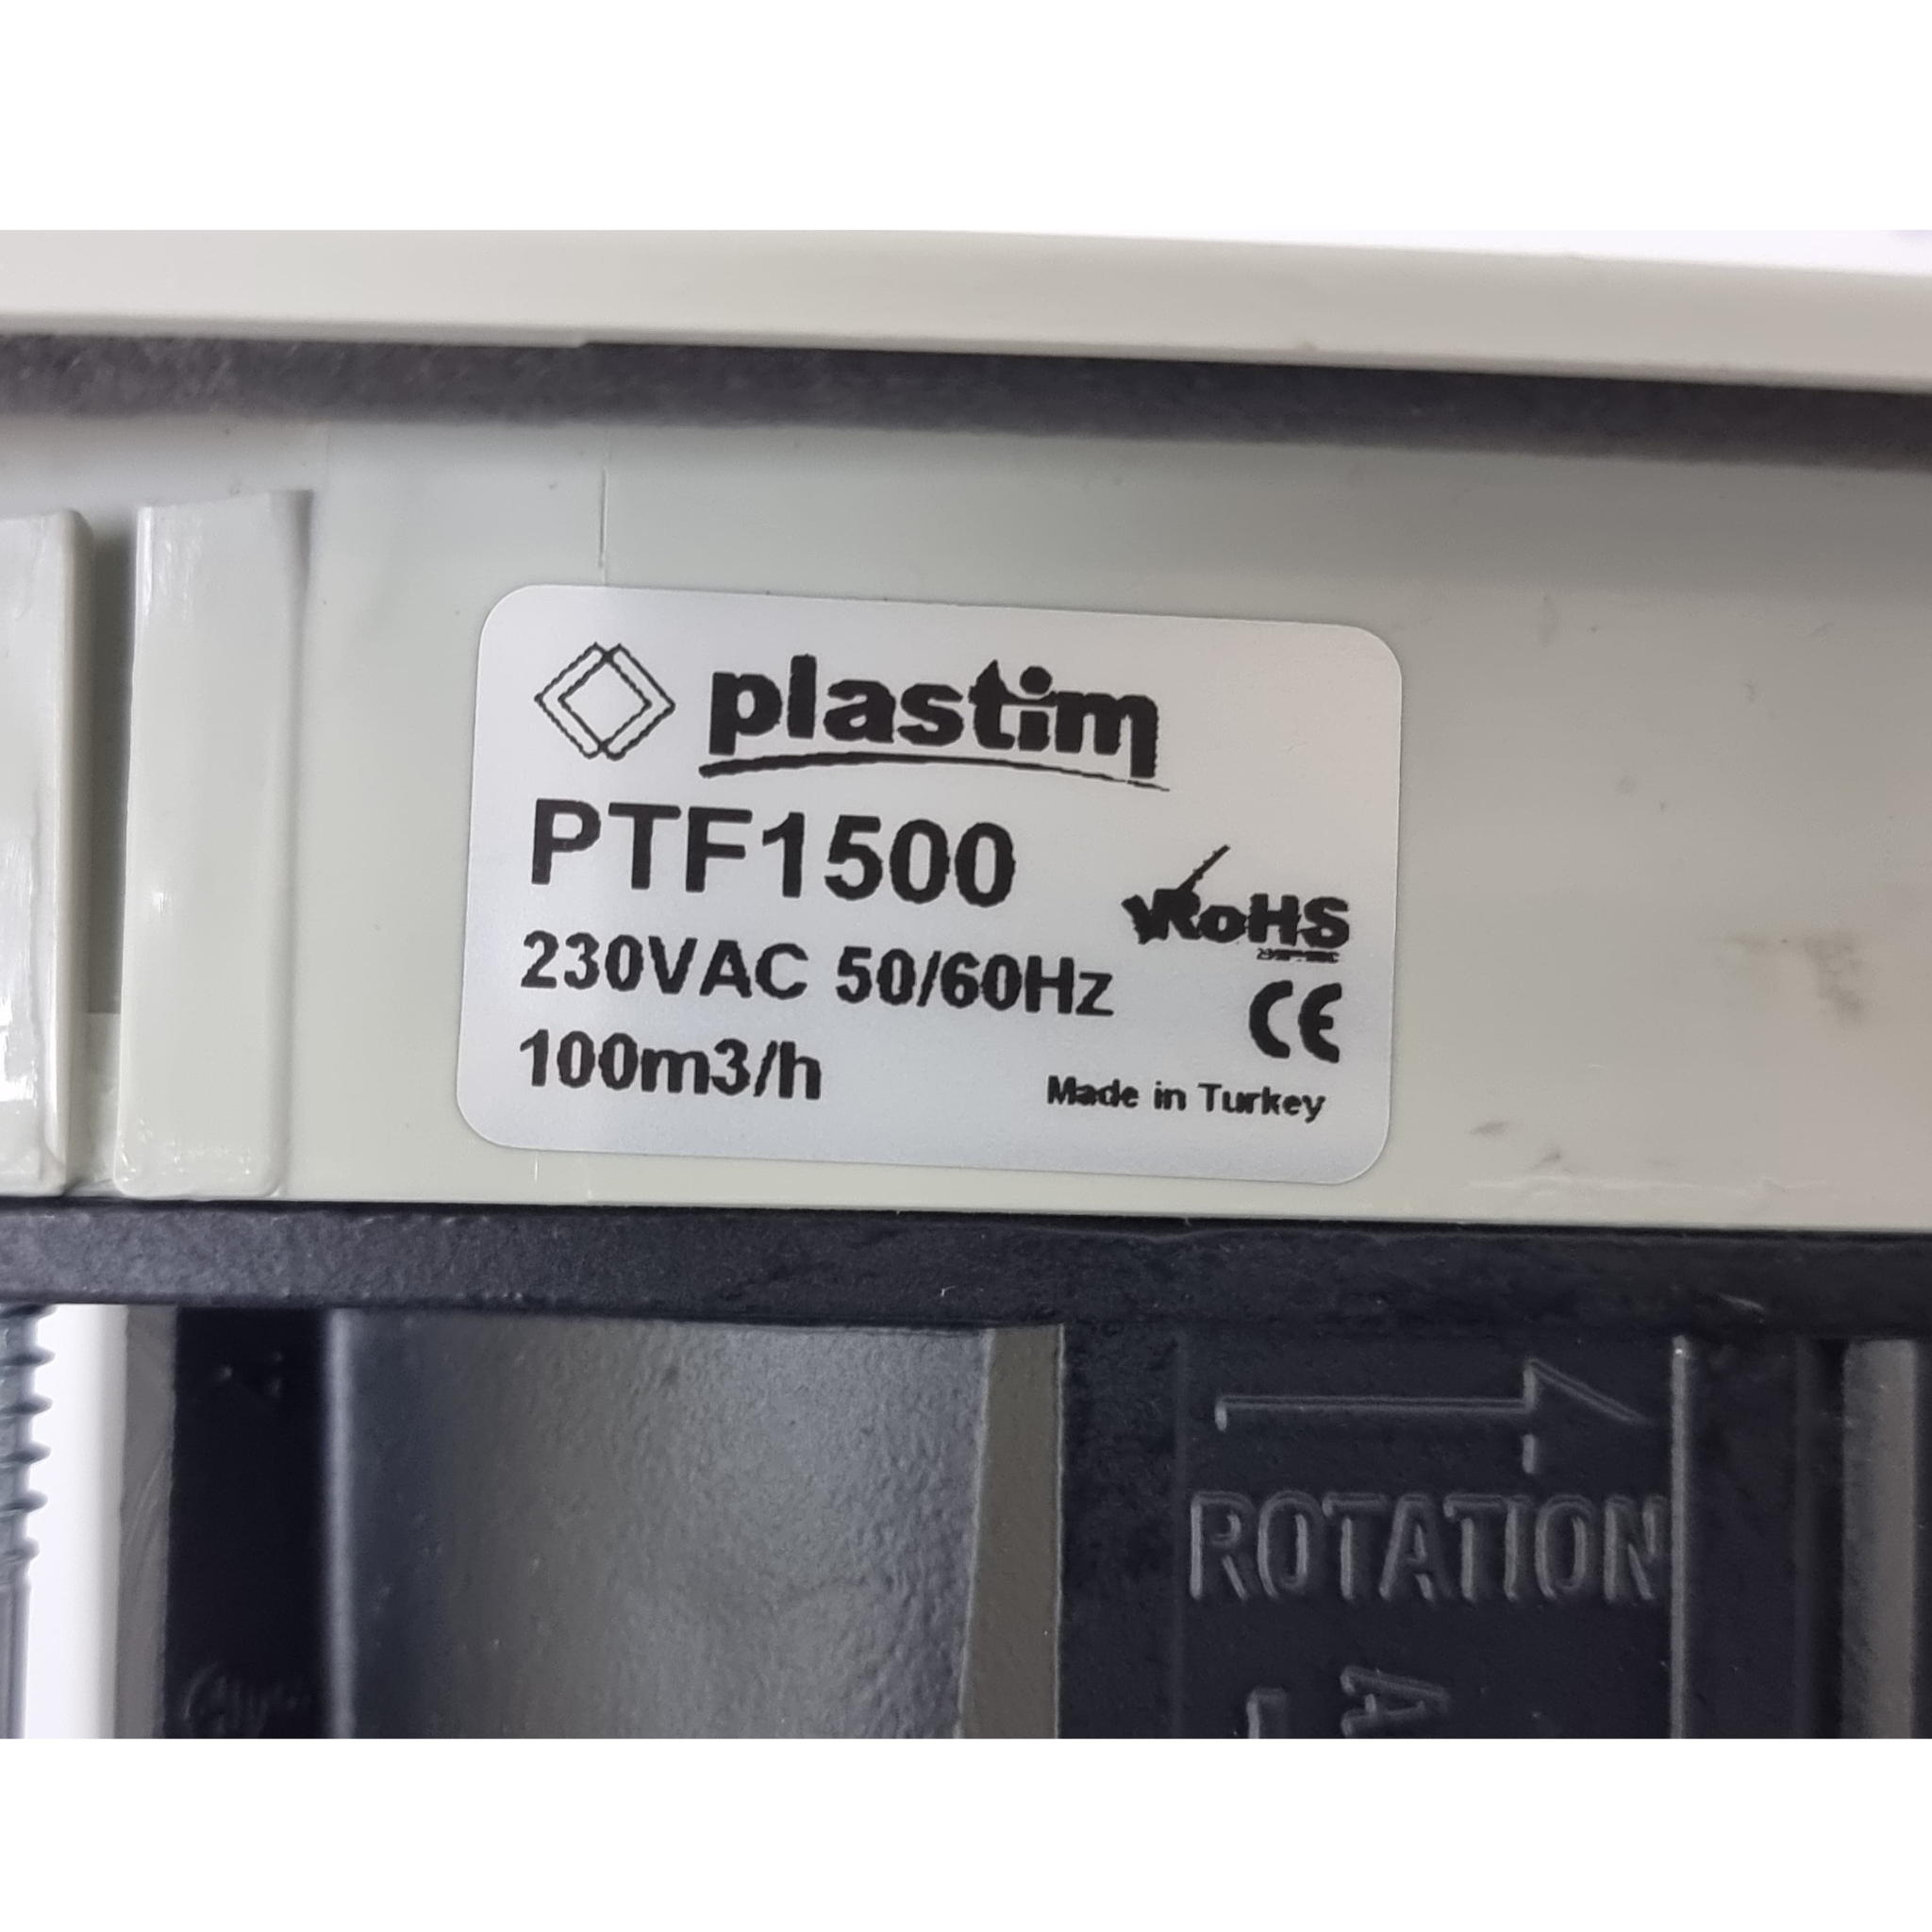 plastim
PTF1500
RoHS
230VAC 50/60Hz
CE
100m3/h
Made in Turkey
ROTATION
A